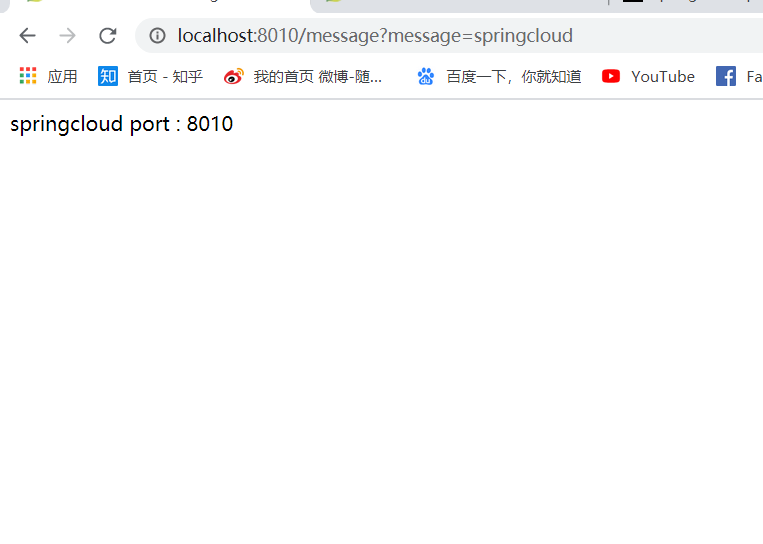 localhost:8010/message?message=springcloud
应用 知 首页 - 知乎 我的首页 微博-随... du 百度一下，你就知道 YouTube f Fa
springcloud port : 8010